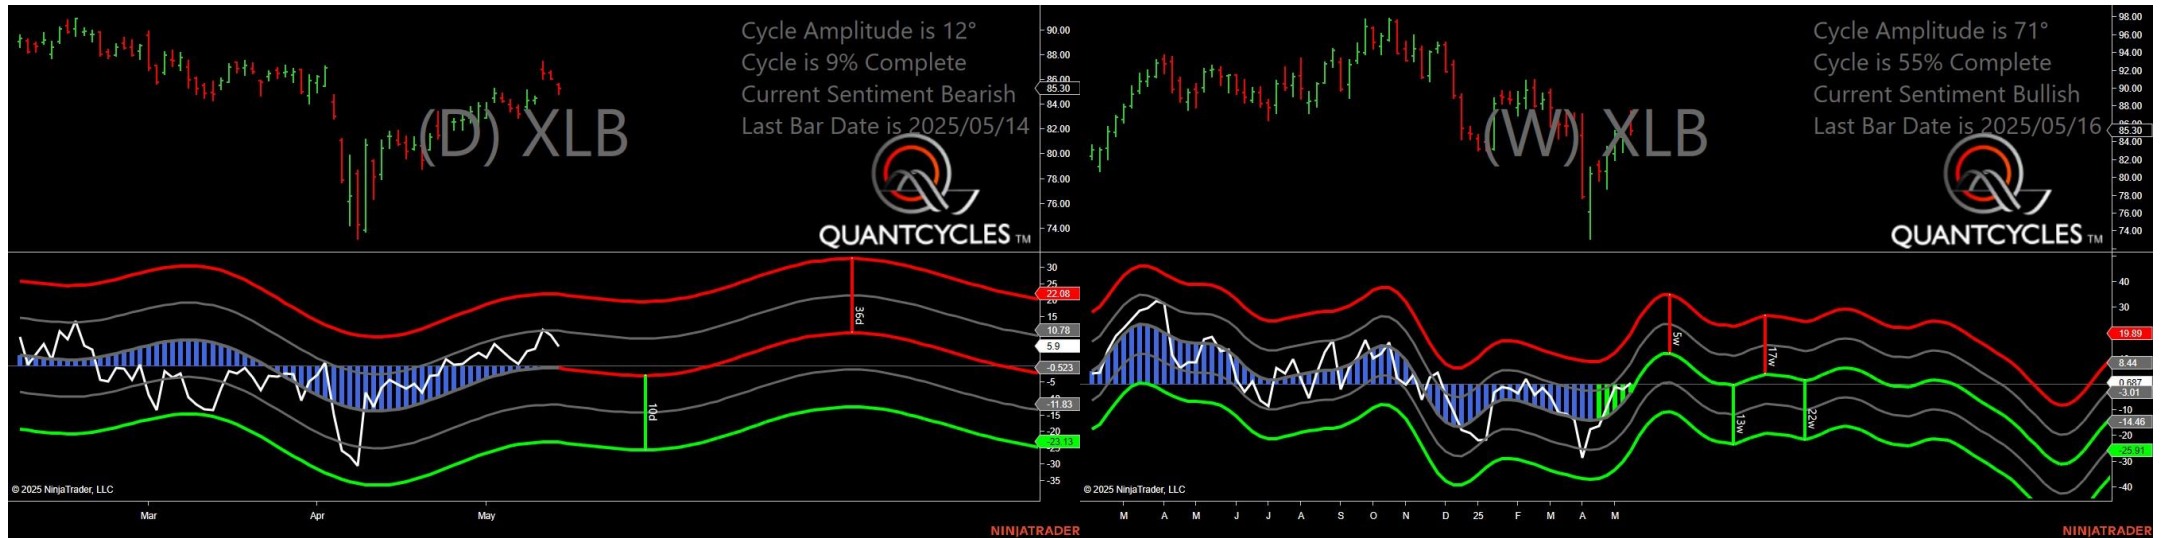 Cycle Amplitude is 12°
Cycle is 9% Complete
Current Sentiment Bearish
Last Bar Date is 2025/05/14
(D) XLB
QUANTCYCLES TM
90.00
88.00
86.00
85.30
84.00
82.00
80.00
78.00
76.00
74.00
30
25
22.08
20
15
10.78
5.9
-0.523
-5
-11.83
-15
-23.13
-25
-30
-35
36d
10d
© 2025 NinjaTrader, LLC
Mar
Apr
May
NINJATRADER
Cycle Amplitude is 71°
Cycle is 55% Complete
Current Sentiment Bullish
Last Bar Date is 2025/05/16
(W) XLB
QUANTCYCLES TM
98.00
96.00
94.00
92.00
90.00
88.00
86.00
85.30
84.00
82.00
80.00
78.00
76.00
74.00
40
30
19.89
8.44
0.687
-3.01
-10
-14.46
-20
-25.91
-30
-40
5w
17w
13w
22w
© 2025 NinjaTrader, LLC
M A M J J A S O N D 25 F M A M
NINJATRADER